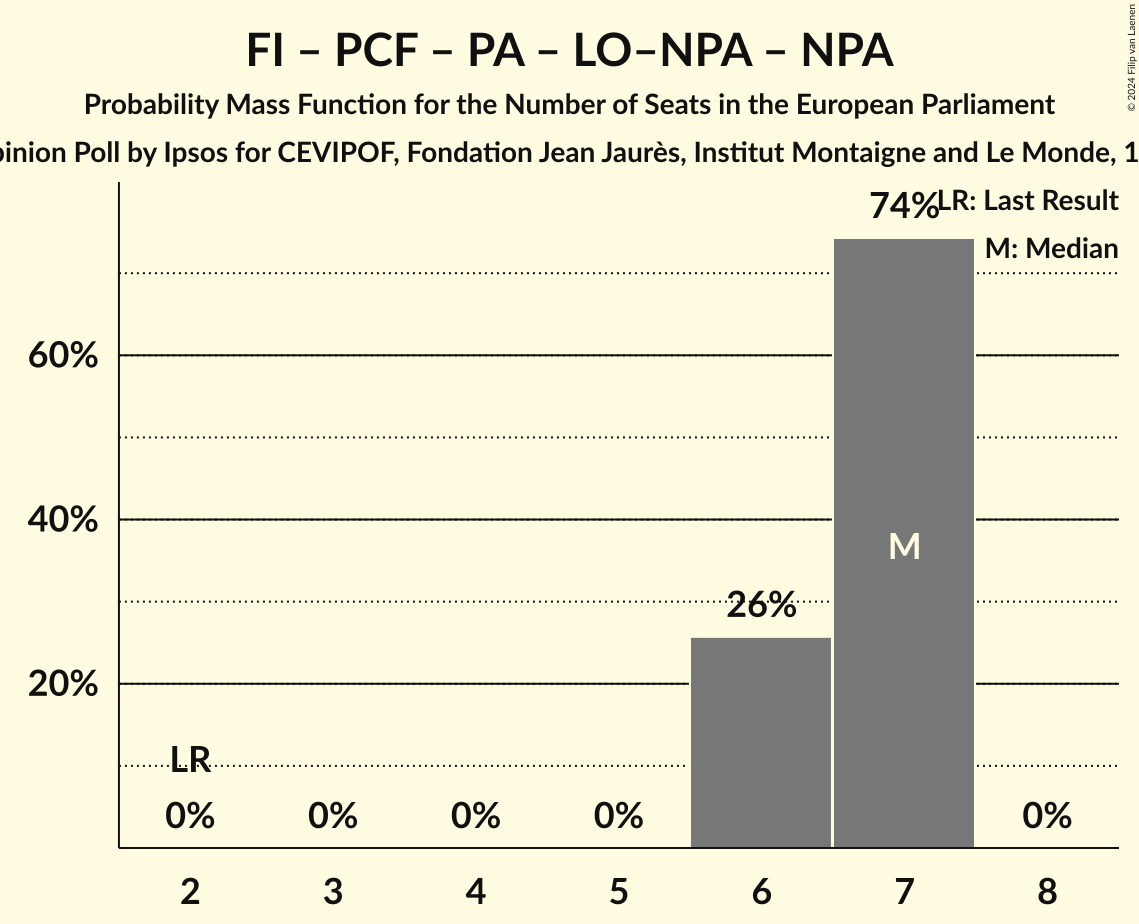 FI – PCF – PA – LO–NPA – NPA
Probability Mass Function for the Number of Seats in the European Parliament
pinion Poll by Ipsos for CEVIPOF, Fondation Jean Jaurès, Institut Montaigne and Le Monde, 1
© 2024 Filip van Laenen
LR: Last Result
M: Median
74%
60%
40%
M
26%
20%
LR
0% 0% 0% 0% 0%
2 3 4 5 6 7 8